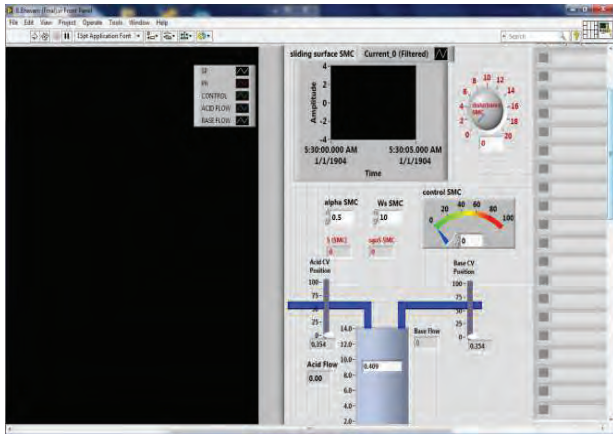 File Edit View Project Operate Tools Window Help
13pt Application Font
Search
SP
PH
CONTROL
ACID FLOW
BASE FLOW
sliding surface SMC Current_0 (Filtered)
Amplitude
4
2
0
-2
-4
5:30:00.000 AM 5:30:05.000 AM
1/1/1904 1/1/1904
Time
0 2 4 6 8 10 12 14 16 18 20
SMC
0
alpha SMC
0.5
Ws SMC
10
S (SMC)
0
0
control SMC
0 20 40 60 80 100
0
Acid CV
Position
100-
75-
50-
25-
0-
0.354
Base CV
Position
100-
75-
50-
25-
0-
0.354
Base Flow
0
Acid Flow
0.00
14.0-
12.0-
10.0-
8.0-
6.0-
4.0-
2.0-
0.409